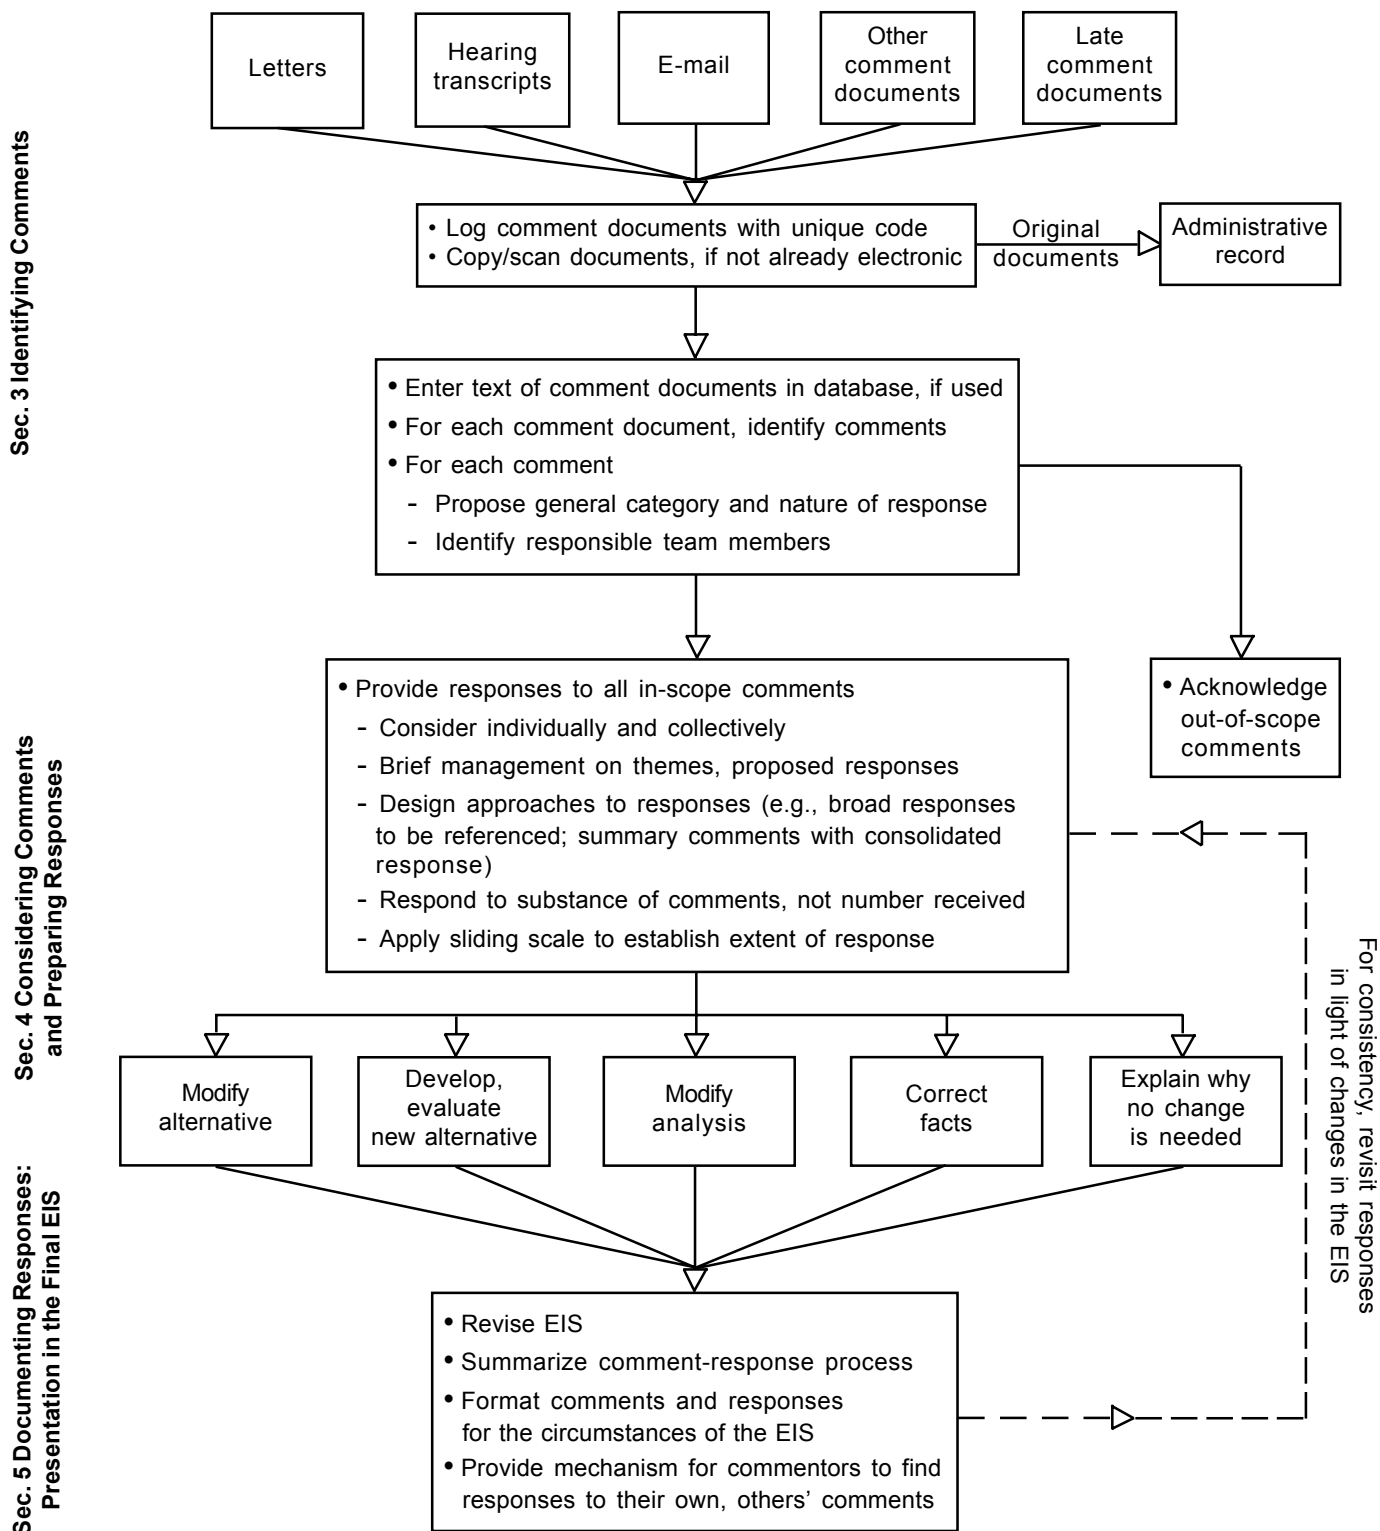 Letters
Hearing
transcripts
E-mail
Other
comment
documents
Late
comment
documents
Sec. 3 Identifying Comments
• Log comment documents with unique code
• Copy/scan documents, if not already electronic
Original
documents
Administrative
record
• Enter text of comment documents in database, if used
• For each comment document, identify comments
• For each comment
- Propose general category and nature of response
- Identify responsible team members
Sec. 4 Considering Comments
and Preparing Responses
• Provide responses to all in-scope comments
- Consider individually and collectively
- Brief management on themes, proposed responses
- Design approaches to responses (e.g., broad responses
to be referenced; summary comments with consolidated
response)
- Respond to substance of comments, not number received
- Apply sliding scale to establish extent of response
• Acknowledge
out-of-scope
comments
For consistency, revisit responses
in light of changes in the EIS
Modify
alternative
Develop,
evaluate
new alternative
Modify
analysis
Correct
facts
Explain why
no change
is needed
Sec. 5 Documenting Responses:
Presentation in the Final EIS
• Revise EIS
• Summarize comment-response process
• Format comments and responses
for the circumstances of the EIS
• Provide mechanism for commentors to find
responses to their own, others’ comments